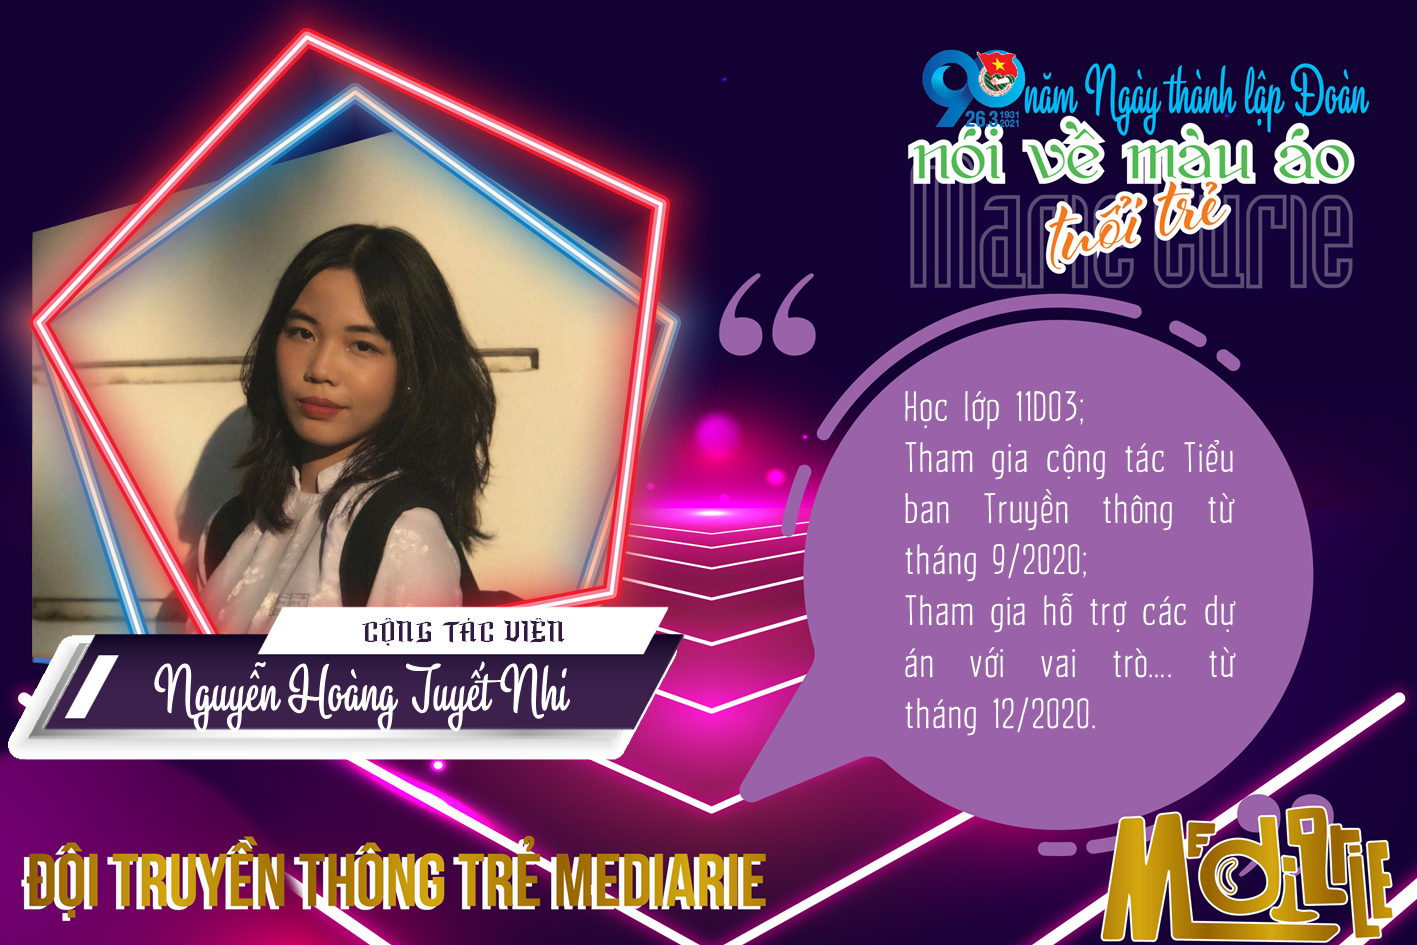 90 năm Ngày thành lập Đoàn
26.3 1931 2021
nói về màu áo
tuổi trẻ
Marie Curie
Học lớp 11D03;
Tham gia cộng tác Tiểu
ban Truyền thông từ
tháng 9/2020;
Tham gia hỗ trợ các dự
án với vai trò.... từ
tháng 12/2020.
CỘNG TÁC VIÊN
Nguyễn Hoàng Tuyết Nhi
ĐỘI TRUYỀN THÔNG TRẺ MEDIARIE
MEDIARIE